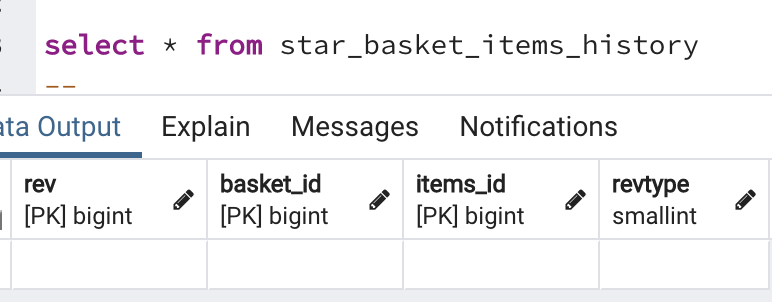 select * from star_basket_items_history
--
ata Output Explain Messages Notifications
rev basket_id items_id revtype
[PK] bigint [PK] bigint [PK] bigint smallint